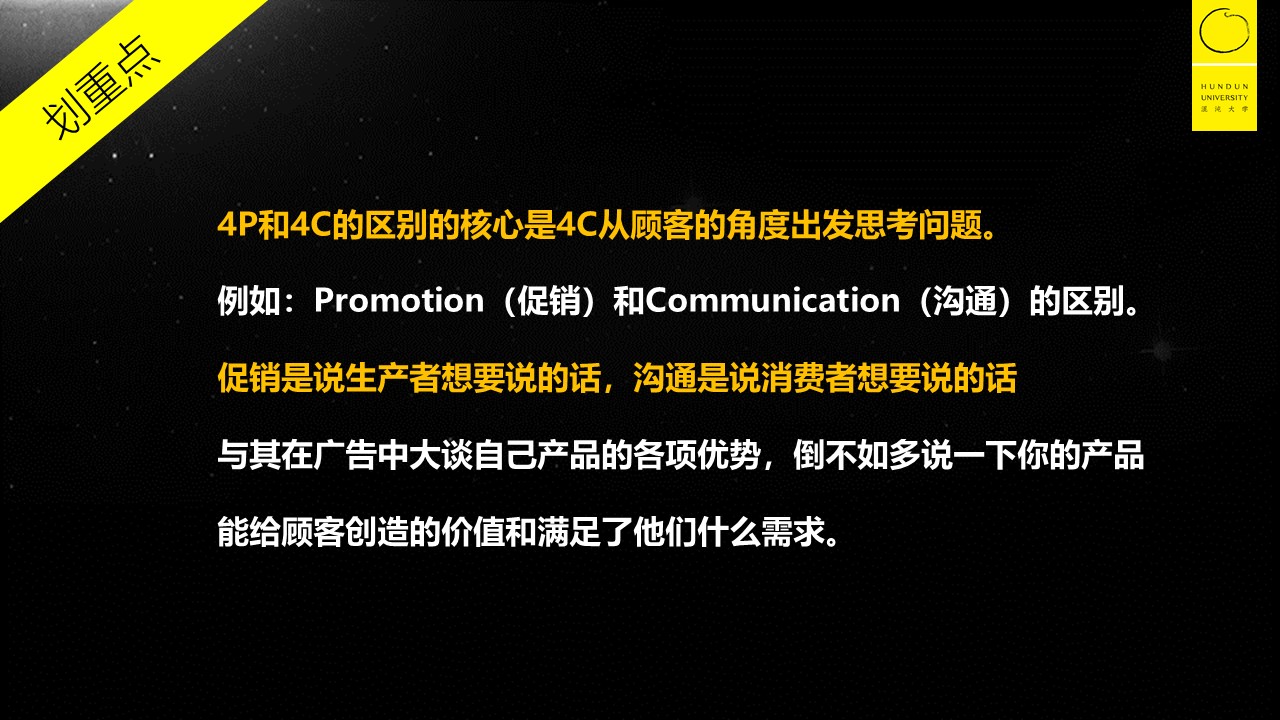 划重点
HUNDUN
UNIVERSITY
混沌大学
4P和4C的区别的核心是4C从顾客的角度出发思考问题。
例如：Promotion（促销）和Communication（沟通）的区别。
促销是说生产者想要说的话，沟通是说消费者想要说的话
与其在广告中大谈自己产品的各项优势，倒不如多说一下你的产品
能给顾客创造的价值和满足了他们什么需求。